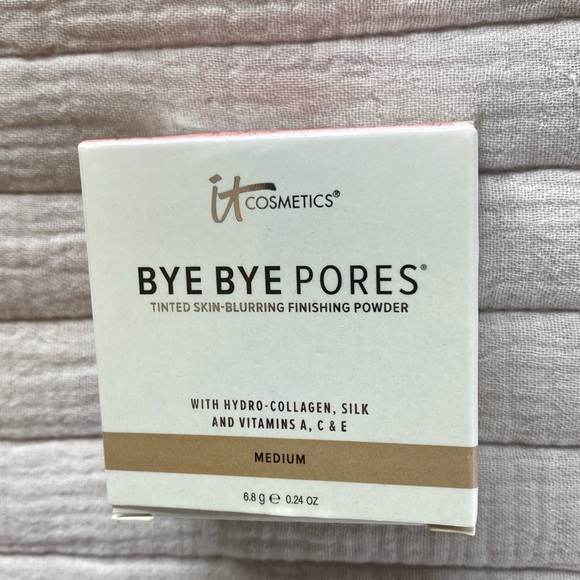 it COSMETICS®
BYE BYE PORES®
TINTED SKIN-BLURRING FINISHING POWDER
WITH HYDRO-COLLAGEN, SILK
AND VITAMINS A, C & E
MEDIUM
6.8 g ℮ 0.24 OZ